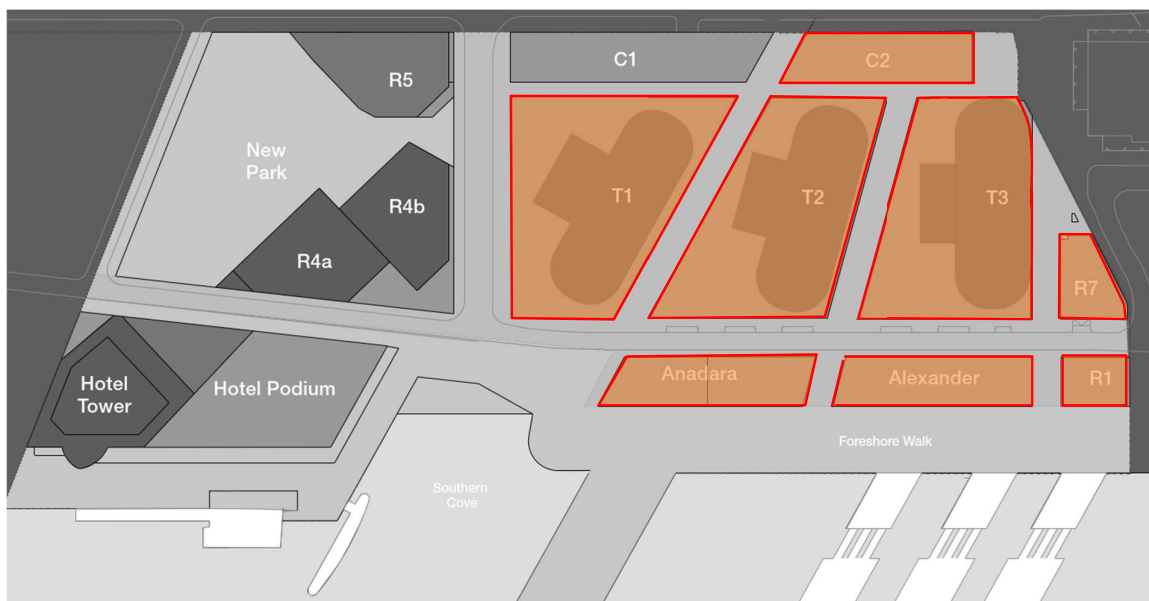 C1
C2
R5
New
Park
R4b
R4a
T1
T2
T3
R7
Hotel
Tower
Hotel Podium
Anadara
Alexander
R1
Foreshore Walk
Southern
Cove